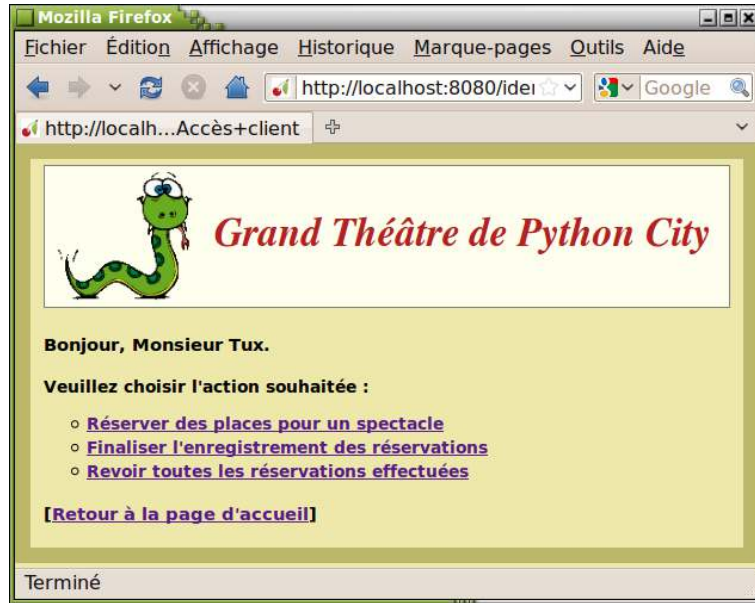 Mozilla Firefox
Fichier Édition Affichage Historique Marque-pages Outils Aide
http://localhost:8080/ide Google
http://localh...Accès+client
Grand Théâtre de Python City
Bonjour, Monsieur Tux.
Veuillez choisir l'action souhaitée :
Réserver des places pour un spectacle
Finaliser l'enregistrement des réservations
Revoir toutes les réservations effectuées
[Retour à la page d'accueil]
Terminé